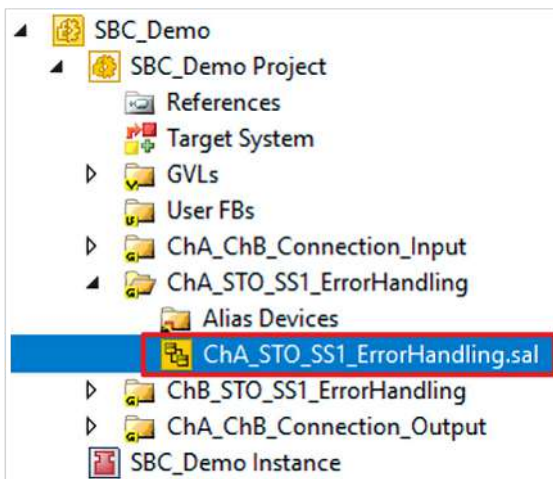 SBC_Demo
SBC_Demo Project
References
Target System
GVLs
User FBs
ChA_ChB_Connection_Input
ChA_STO_SS1_ErrorHandling
Alias Devices
ChA_STO_SS1_ErrorHandling.sal
ChB_STO_SS1_ErrorHandling
ChA_ChB_Connection_Output
SBC_Demo Instance